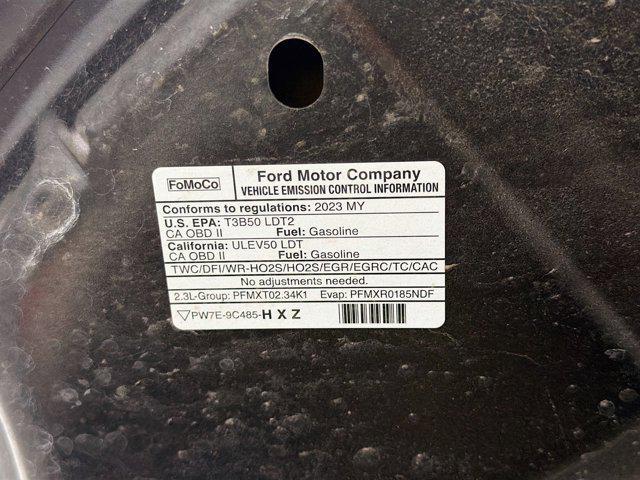 FoMoCo
Ford Motor Company
VEHICLE EMISSION CONTROL INFORMATION
Conforms to regulations: 2023 MY
U.S. EPA: T3B50 LDT2
CA OBD II Fuel: Gasoline
California: ULEV50 LDT
CA OBD II Fuel: Gasoline
TWC/DFI/WR-HO2S/HO2S/EGR/EGRC/TC/CAC
No adjustments needed.
2.3L-Group: PFMXT02.34K1 Evap: PFMXR0185NDF
PW7E-9C485-HXZ